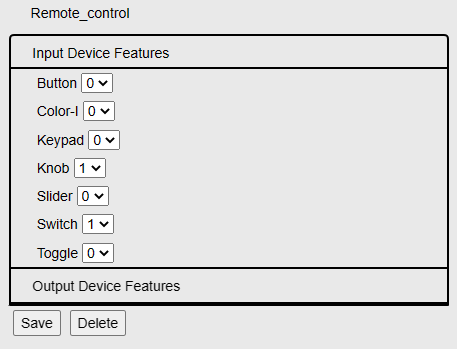 Remote_control
Input Device Features
Button 0
Color-I 0
Keypad 0
Knob 1
Slider 0
Switch 1
Toggle 0
Output Device Features
Save Delete